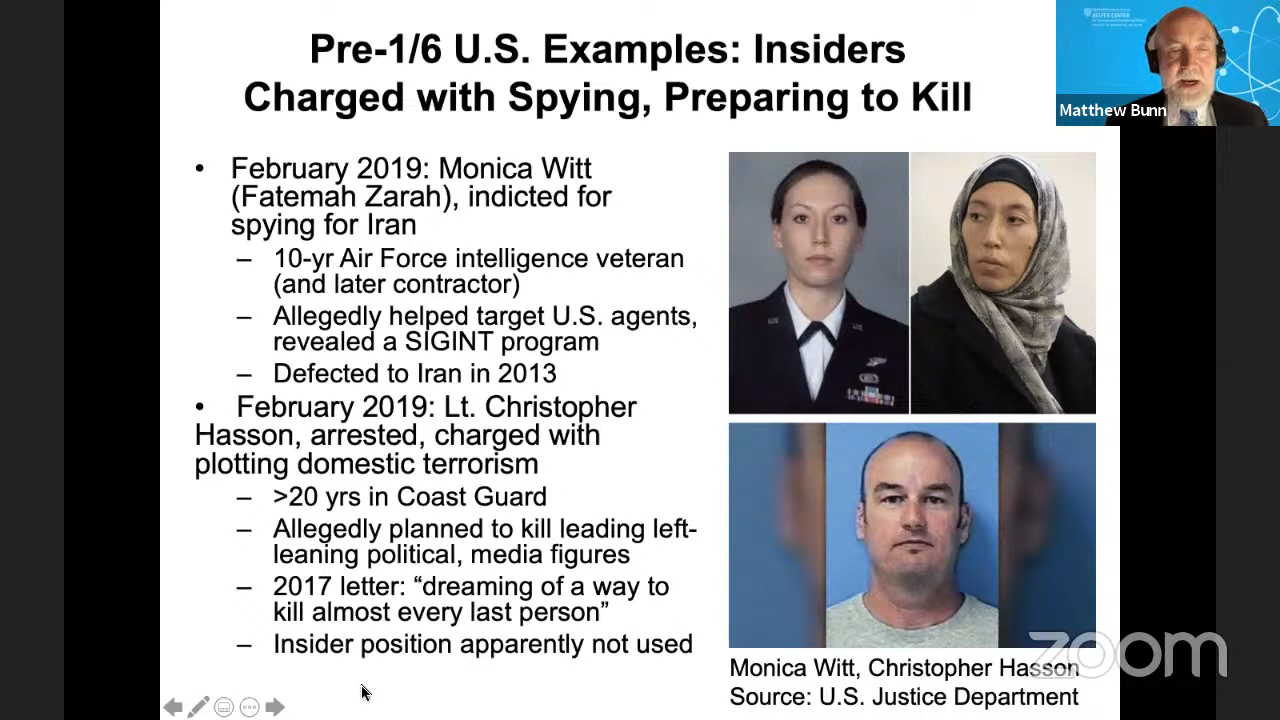 Pre-1/6 U.S. Examples: Insiders
Charged with Spying, Preparing to Kill
• February 2019: Monica Witt
(Fatemah Zarah), indicted for
spying for Iran
– 10-yr Air Force intelligence veteran
(and later contractor)
– Allegedly helped target U.S. agents,
revealed a SIGINT program
– Defected to Iran in 2013
• February 2019: Lt. Christopher
Hasson, arrested, charged with
plotting domestic terrorism
– >20 yrs in Coast Guard
– Allegedly planned to kill leading left-
leaning political, media figures
– 2017 letter: “dreaming of a way to
kill almost every last person”
– Insider position apparently not used
Monica Witt, Christopher Hasson
Source: U.S. Justice Department
BELFER CENTER
Matthew Bunn
zoom